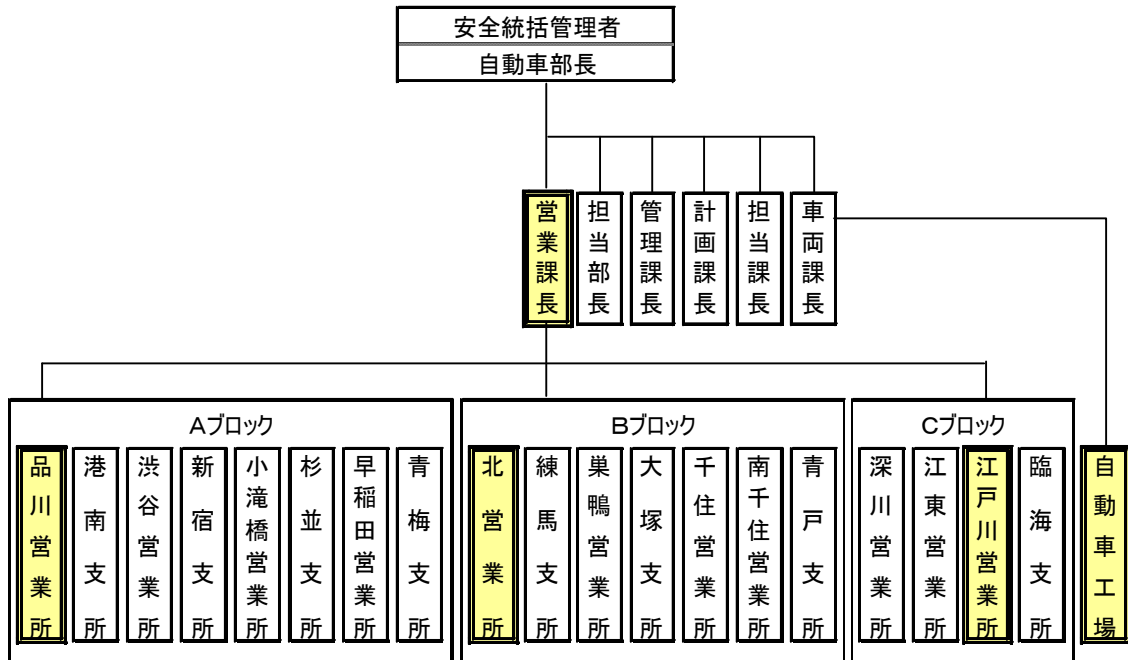 安全統括管理者
自動車部長
営業課長
担当部長
管理課長
計画課長
担当課長
車両課長
Aブロック
品川営業所
港南支所
渋谷営業所
新宿支所
小滝橋営業所
杉並支所
早稲田営業所
青梅支所
Bブロック
北営業所
練馬支所
巣鴨営業所
大塚支所
千住営業所
南千住営業所
青戸支所
Cブロック
深川営業所
江東営業所
江戸川営業所
臨海支所
自動車工場